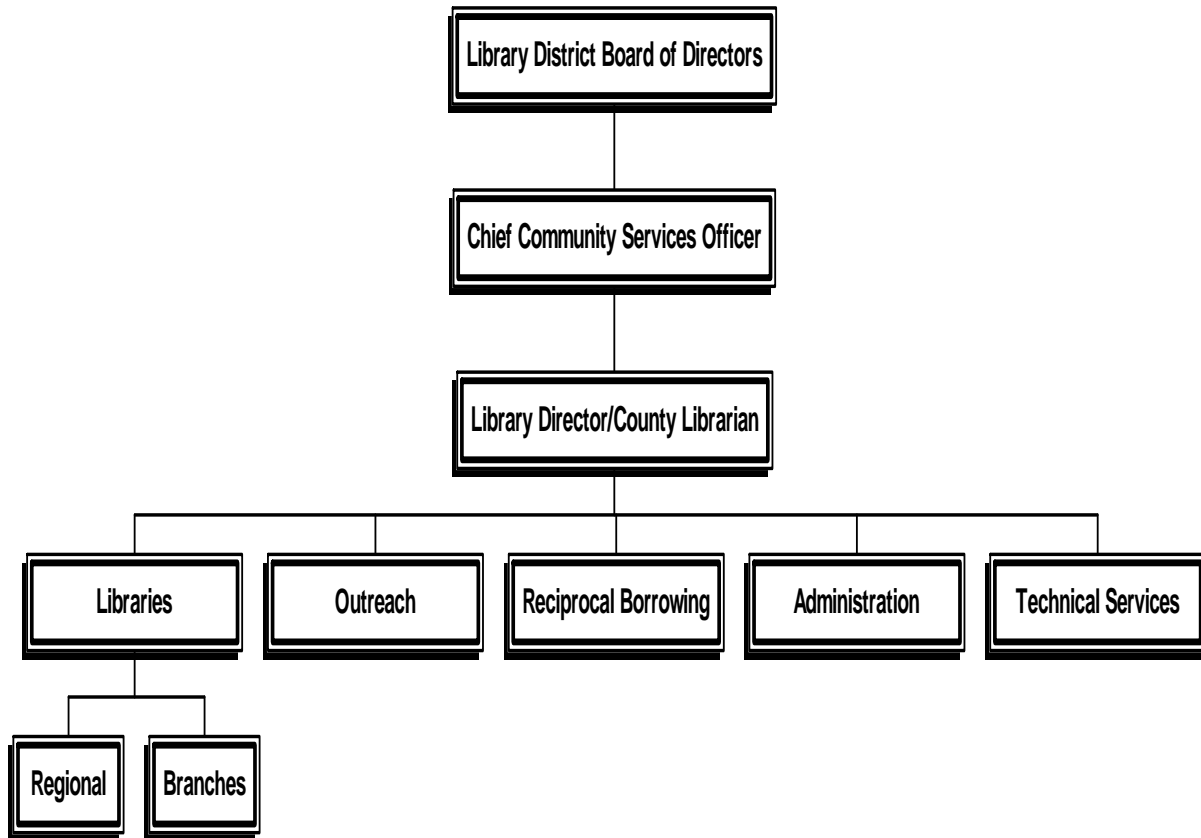 Library District Board of Directors
Chief Community Services Officer
Library Director/County Librarian
Libraries
Outreach
Reciprocal Borrowing
Administration
Technical Services
Regional
Branches